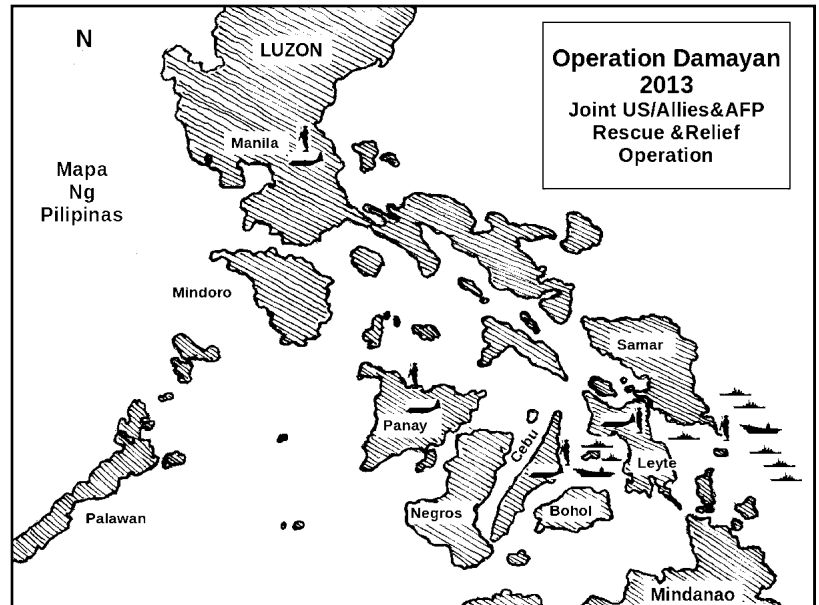 N
LUZON
Operation Damayan
2013
Joint US/Allies&AFP
Rescue &Relief
Operation
Manila
Mapa
Ng
Pilipinas
Mindoro
Samar
Panay
Cebu
Leyte
Palawan
Negros
Bohol
Mindanao